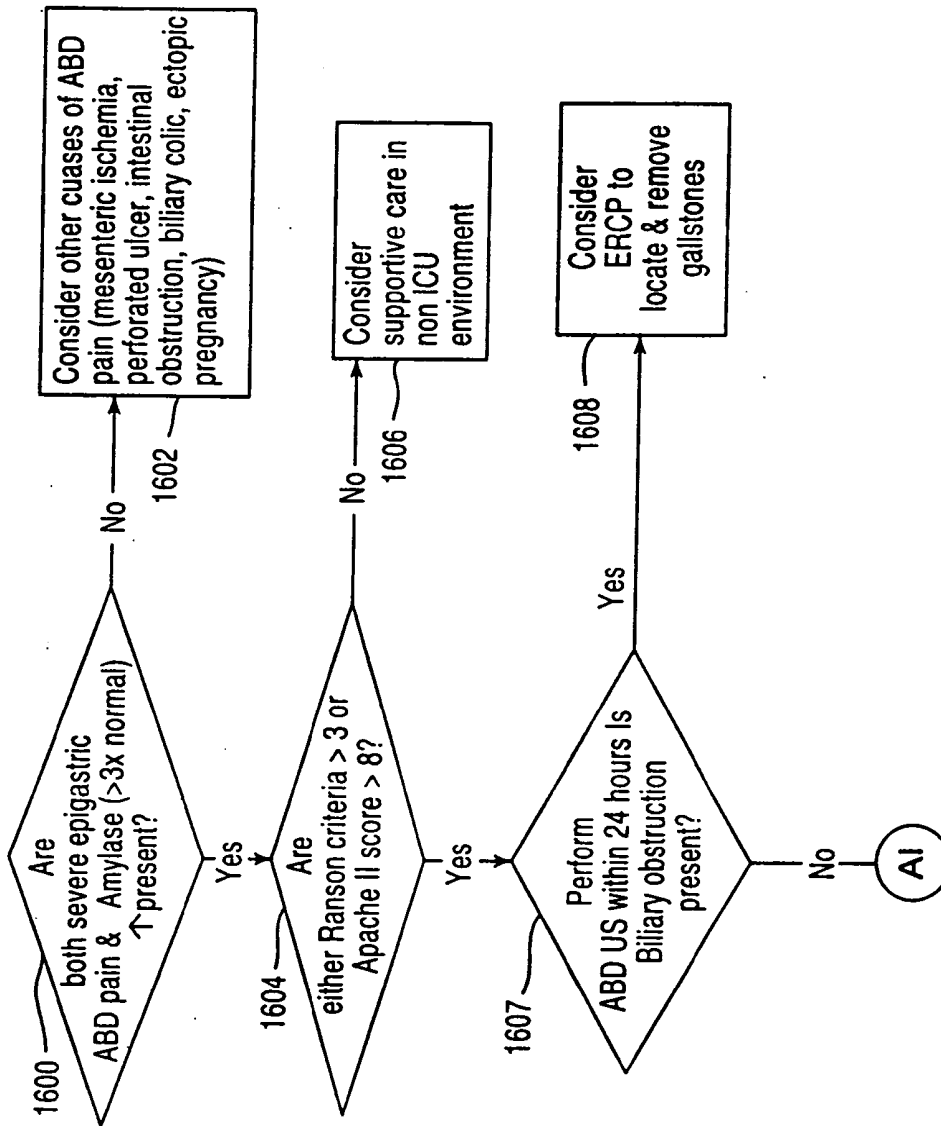 Are
both severe epigastric
ABD pain & Amylase (>3x normal)
↑present?
1600
No
Consider other cuases of ABD
pain (mesenteric ischemia,
perforated ulcer, intestinal
obstruction, biliary colic, ectopic
pregnancy)
1602
Yes
Are
either Ranson criteria > 3 or
Apache II score > 8?
1604
No
Consider
supportive care in
non ICU
environment
1606
Yes
Perform
ABD US within 24 hours Is
Biliary obstruction
present?
1607
Yes
Consider
ERCP to
locate & remove
gallstones
1608
No
AI